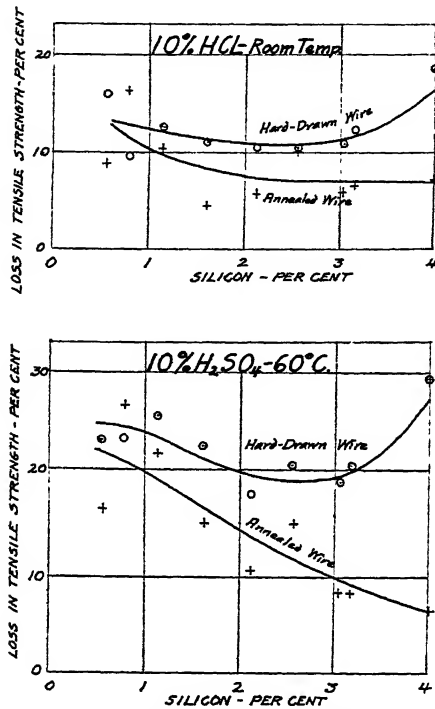 10% HCL-Room Temp.
LOSS IN TENSILE STRENGTH-PER CENT
20
10
0
Hard-Drawn Wire
Annealed Wire
0 1 2 3 4
SILICON - PER CENT
10% H₂SO₄-60°C.
LOSS IN TENSILE STRENGTH - PER CENT
30
20
10
0
Hard-Drawn Wire
Annealed Wire
0 1 2 3 4
SILICON - PER CENT